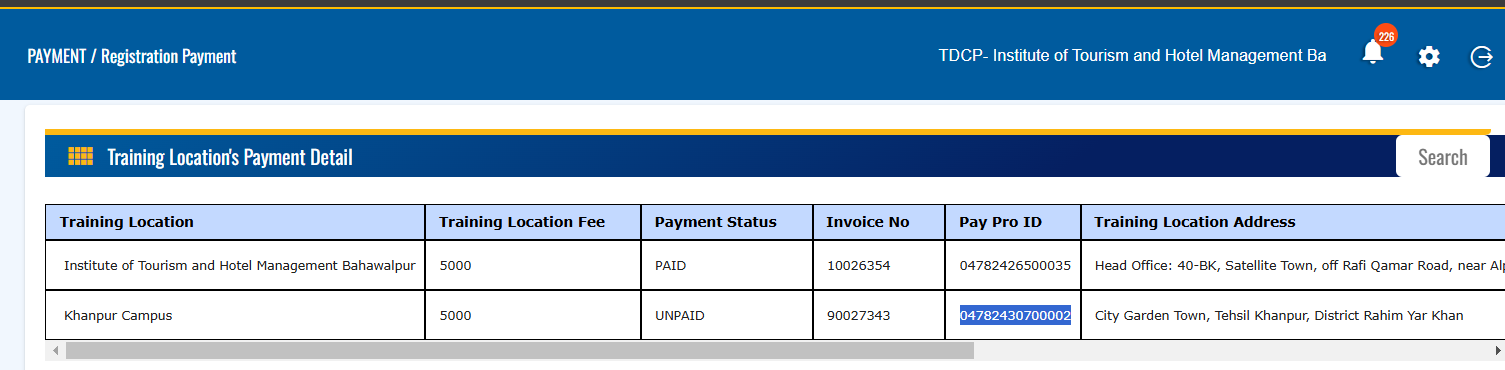 PAYMENT / Registration Payment
TDCP- Institute of Tourism and Hotel Management Ba
226
Training Location's Payment Detail
Search
Training Location Training Location Fee Payment Status Invoice No Pay Pro ID Training Location Address
Institute of Tourism and Hotel Management Bahawalpur 5000 PAID 10026354 04782426500035 Head Office: 40-BK, Satellite Town, off Rafi Qamar Road, near
Khanpur Campus 5000 UNPAID 90027343 04782430700002 City Garden Town, Tehsil Khanpur, District Rahim Yar Khan